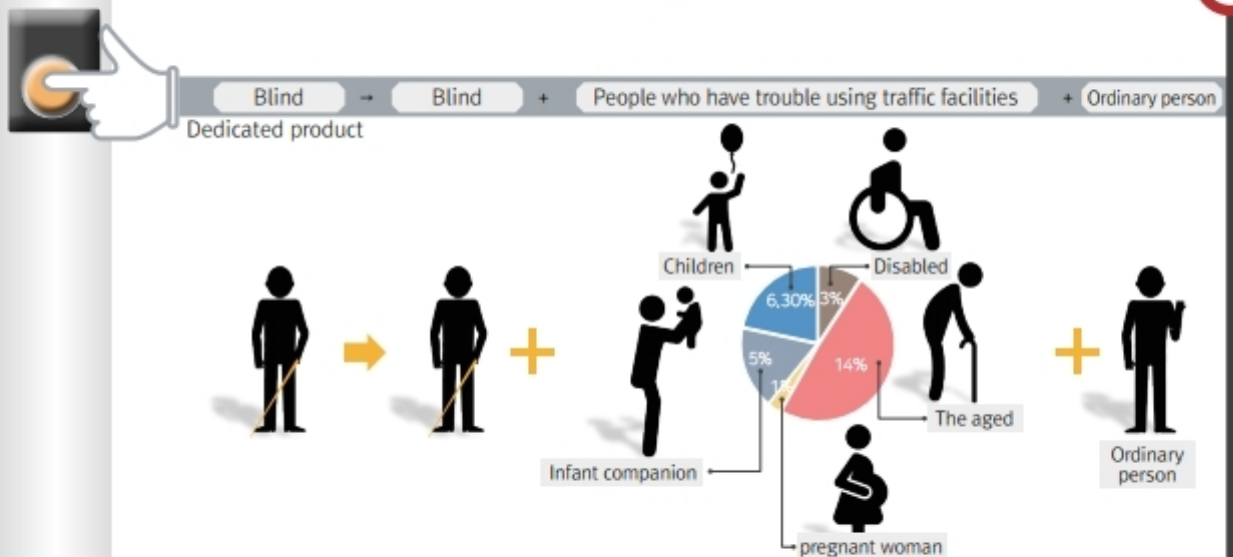 Blind → Blind + People who have trouble using traffic facilities + Ordinary person
Dedicated product
Children
Disabled
6,30%
3%
5%
14%
The aged
Infant companion
Ordinary
person
pregnant woman